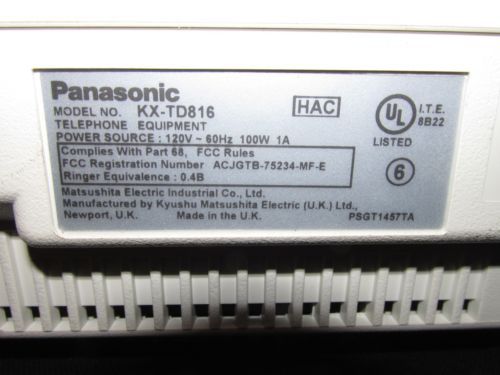 Panasonic
MODEL NO. KX-TD816
TELEPHONE EQUIPMENT
POWER SOURCE : 120V ~ 60Hz 100W 1A
HAC
UL
LISTED
I.T.E.
8B22
6
Complies With Part 68, FCC Rules
FCC Registration Number ACJGTB-75234-MF-E
Ringer Equivalence : 0.4B
Matsushita Electric Industrial Co., Ltd.
Manufactured by Kyushu Matsushita Electric (U.K.) Ltd.,
Newport, U.K. Made in the U.K. PSGT1457TA